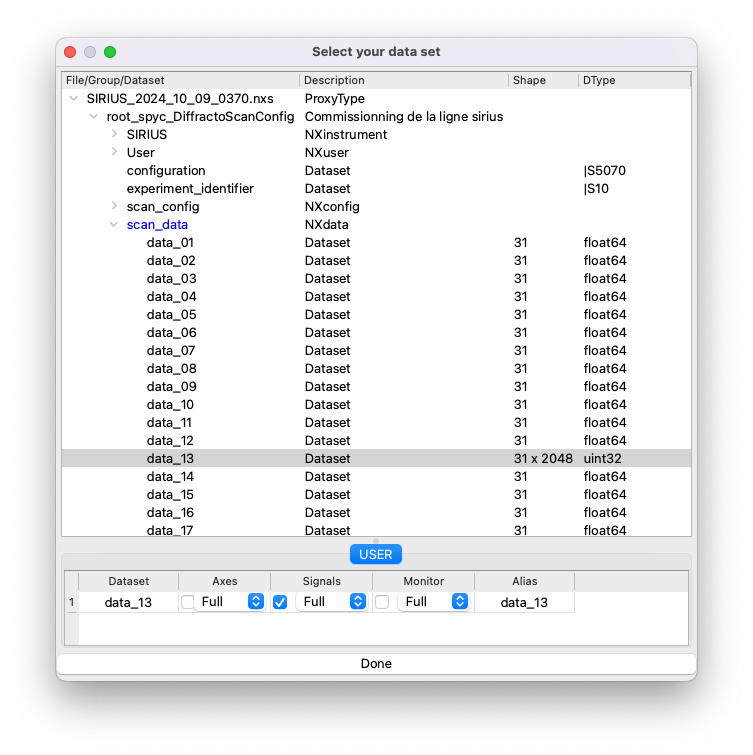 Select your data set
File/Group/Dataset Description Shape DType
SIRIUS_2024_10_09_0370.nxs ProxyType
root_spyc_DiffractoScanConfig Commissionning de la ligne sirius
SIRIUS NXinstrument
User NXuser
configuration Dataset |S5070
experiment_identifier Dataset |S10
scan_config NXconfig
scan_data NXdata
data_01 Dataset 31 float64
data_02 Dataset 31 float64
data_03 Dataset 31 float64
data_04 Dataset 31 float64
data_05 Dataset 31 float64
data_06 Dataset 31 float64
data_07 Dataset 31 float64
data_08 Dataset 31 float64
data_09 Dataset 31 float64
data_10 Dataset 31 float64
data_11 Dataset 31 float64
data_12 Dataset 31 float64
data_13 Dataset 31 x 2048 uint32
data_14 Dataset 31 float64
data_15 Dataset 31 float64
data_16 Dataset 31 float64
data_17 Dataset 31 float64
USER
Dataset Axes Signals Monitor Alias
1 data_13 Full Full Full data_13
Done